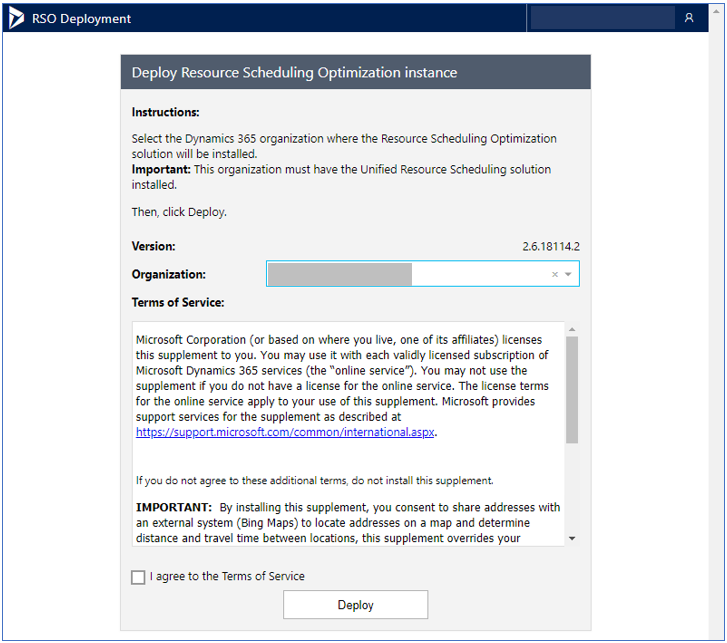 RSO Deployment
Deploy Resource Scheduling Optimization instance
Instructions:
Select the Dynamics 365 organization where the Resource Scheduling Optimization
solution will be installed.
Important: This organization must have the Unified Resource Scheduling solution
installed.
Then, click Deploy.
Version: 2.6.18114.2
Organization:
Terms of Service:
Microsoft Corporation (or based on where you live, one of its affiliates) licenses
this supplement to you. You may use it with each validly licensed subscription of
Microsoft Dynamics 365 services (the “online service”). You may not use the
supplement if you do not have a license for the online service. The license terms
for the online service apply to your use of this supplement. Microsoft provides
support services for the supplement as described at
https://support.microsoft.com/common/international.aspx.
If you do not agree to these additional terms, do not install this supplement.
IMPORTANT: By installing this supplement, you consent to share addresses with
an external system (Bing Maps) to locate addresses on a map and determine
distance and travel time between locations, this supplement overrides your
I agree to the Terms of Service
Deploy